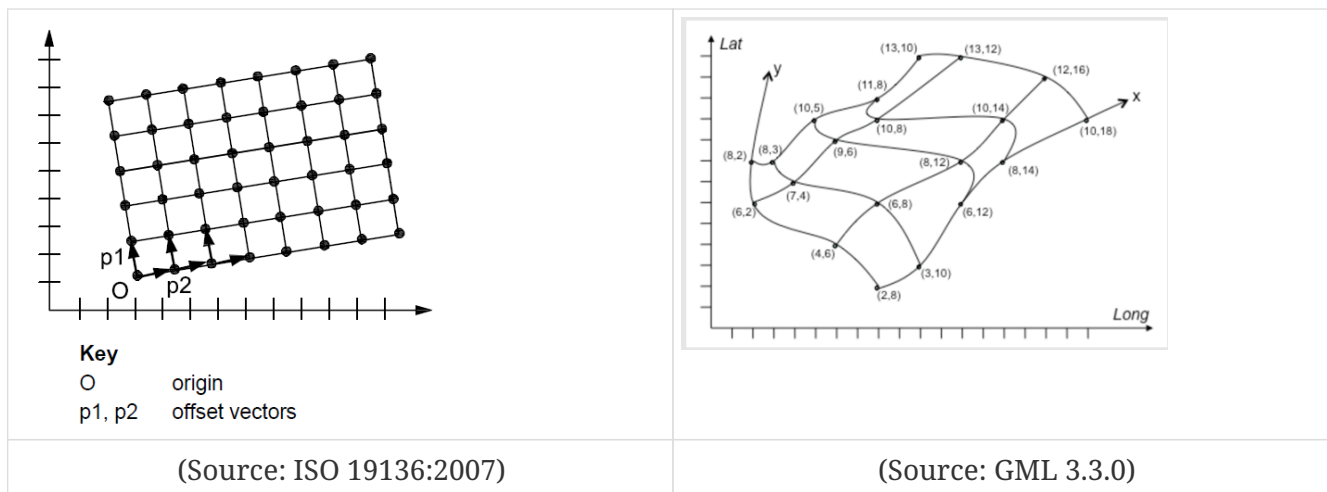 p1
O
p2
Key
O origin
p1, p2 offset vectors
(Source: ISO 19136:2007)
Lat
y
(13,10)
(13,12)
(12,16)
(11,8)
x
(10,5)
(10,14)
(10,8)
(10,18)
(8,2)
(8,3)
(9,6)
(8,12)
(8,14)
(7,4)
(6,2)
(6,8)
(6,12)
(4,6)
(3,10)
(2,8)
Long
(Source: GML 3.3.0)